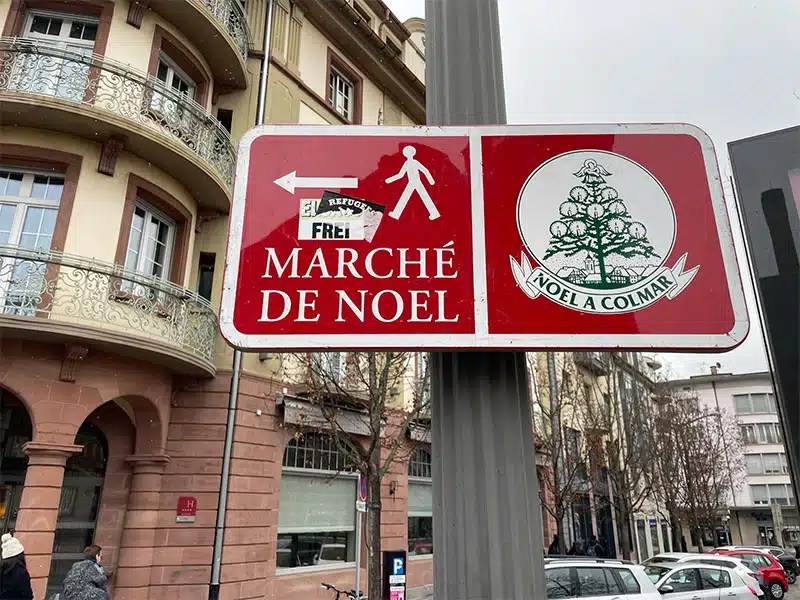 REFUGEES
FREI
MARCHÉ
DE NOEL
NOEL A COLMAR
H
P